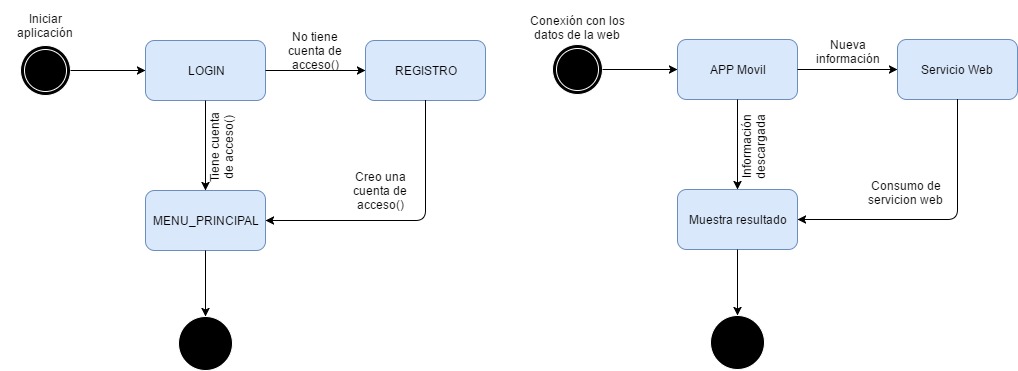 Iniciar
aplicación
LOGIN
No tiene
cuenta de
acceso()
REGISTRO
Tiene cuenta
de acceso()
Creo una
cuenta de
acceso()
MENU_PRINCIPAL
Conexión con los
datos de la web
APP Movil
Nueva
información
Servicio Web
Información
descargada
Consumo de
servicion web
Muestra resultado